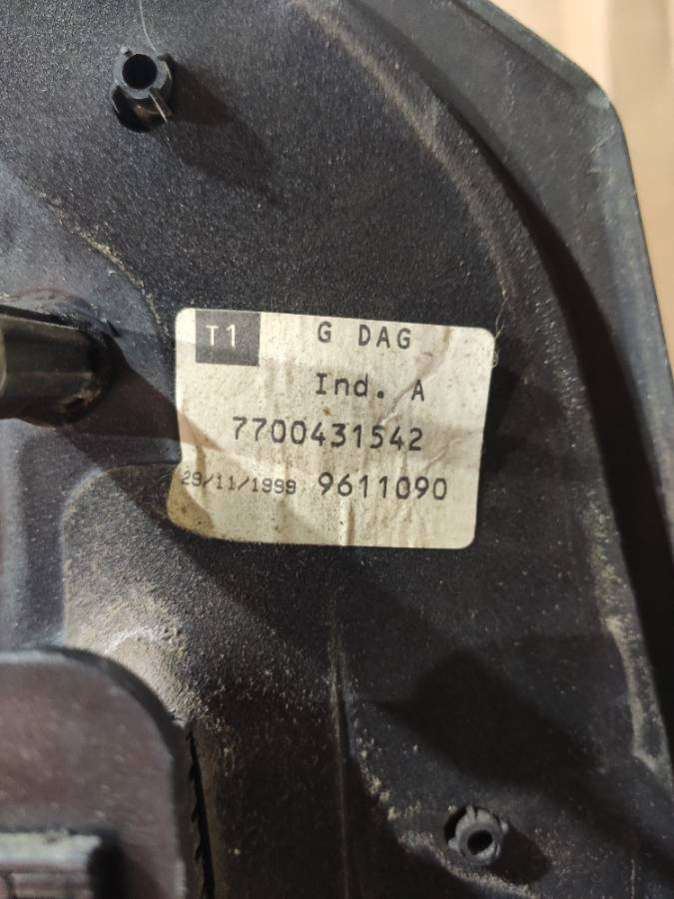 T1 G DAG
Ind. A
7700431542
29/11/1999 9611090